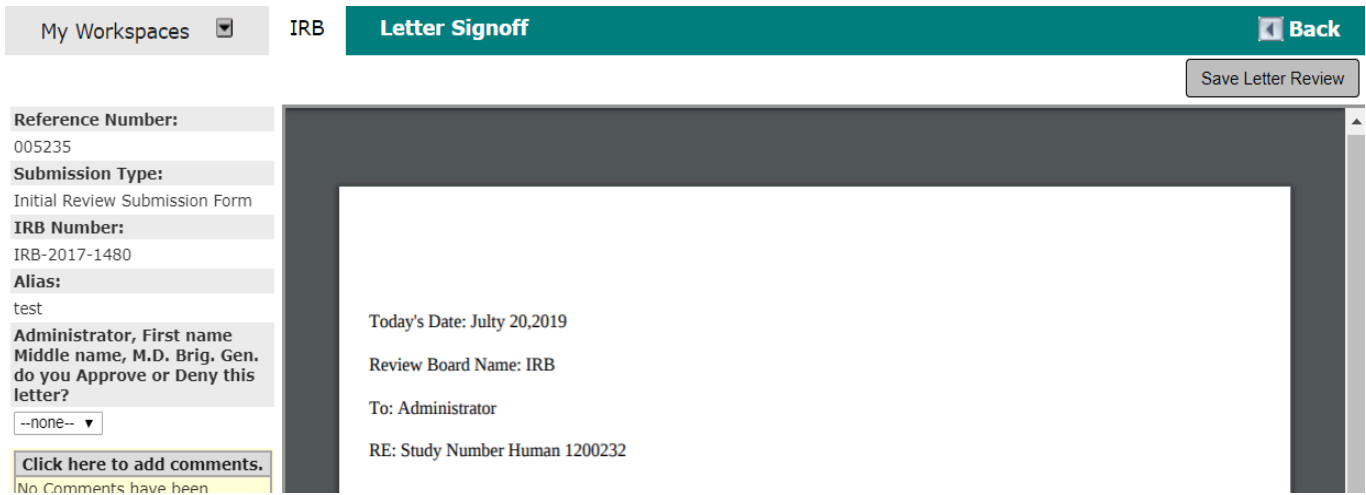 My Workspaces
IRB
Letter Signoff
Back
Save Letter Review
Reference Number:
005235
Submission Type:
Initial Review Submission Form
IRB Number:
IRB-2017-1480
Alias:
test
Administrator, First name
Middle name, M.D. Brig. Gen.
do you Approve or Deny this
letter?
--none--
Click here to add comments.
No Comments have been
Today's Date: Julty 20,2019
Review Board Name: IRB
To: Administrator
RE: Study Number Human 1200232